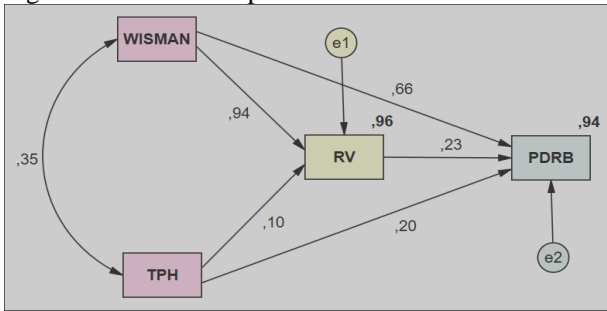 WISMAN
e1
,66
,94
,96
,94
,35
RV
,23
PDRB
,10
,20
TPH
e2